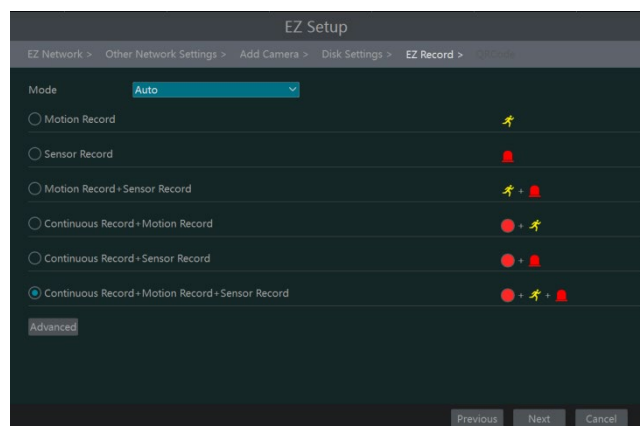 EZ Setup
EZ Network > Other Network Settings > Add Camera > Disk Settings > EZ Record > QRCode
Mode Auto
Motion Record
Sensor Record
Motion Record+Sensor Record +
Continuous Record+Motion Record +
Continuous Record+Sensor Record +
Continuous Record+Motion Record+Sensor Record + +
Advanced
Previous Next Cancel